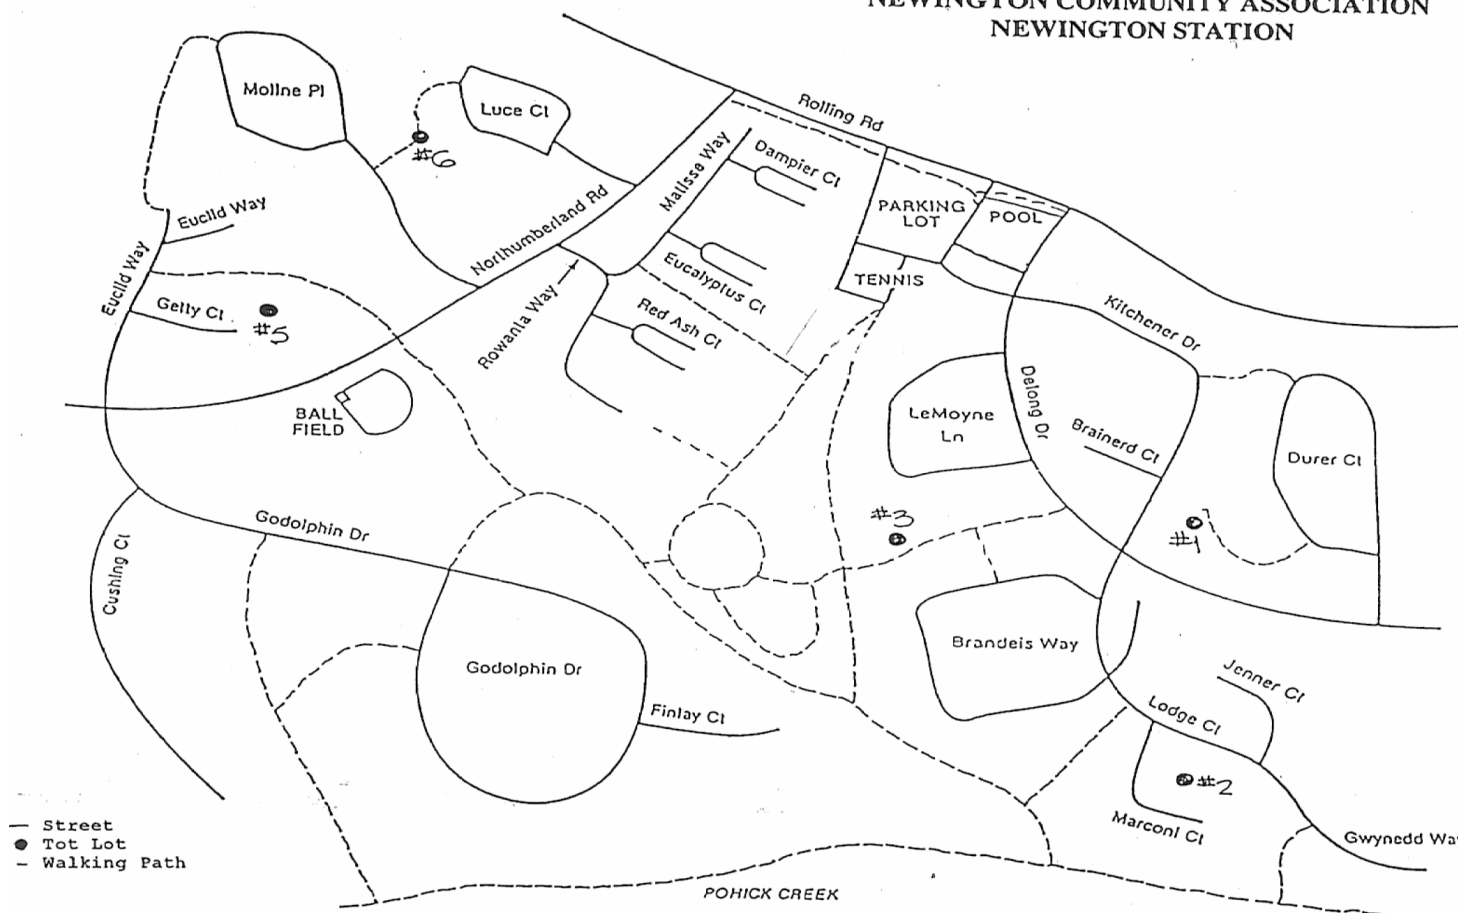 NEWINGTON COMMUNITY ASSOCIATION
NEWINGTON STATION
Moline Pl
Luce Ct
#6
Rolling Rd
Malisse Way
Dampier Ct
Euclid Way
Northumberland Rd
PARKING
LOT
POOL
Euclid Way
Eucalyptus Ct
TENNIS
Getty Ct
#5
Rowania Way
Red Ash Ct
Kitchener Dr
BALL
FIELD
LeMoyne
Ln
Delong Dr
Brainerd Ct
Durer Ct
Godolphin Dr
#3
#1
Cushing Ct
Godolphin Dr
Brandeis Way
Jenner Ct
Finlay Ct
Lodge Ct
#2
Marconi Ct
Gwynedd Way
Street
Tot Lot
Walking Path
POHICK CREEK